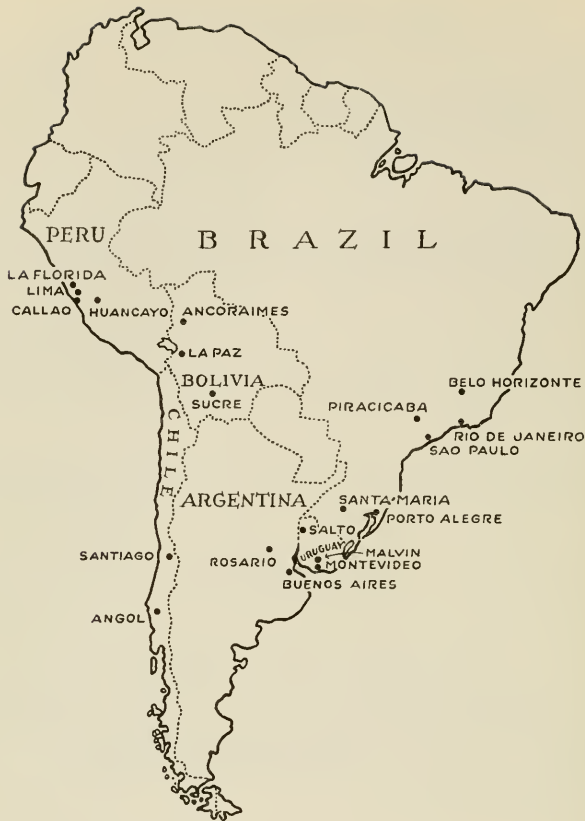 PERU
BRAZIL
LA FLORIDA
LIMA
CALLAO
HUANCAYO
ANCORAIMES
LA PAZ
BOLIVIA
SUCRE
CHILE
BELO HORIZONTE
PIRACICABA
RIO DE JANEIRO
SAO PAULO
ARGENTINA
SANTA MARIA
PORTO ALEGRE
SALTO
URUGUAY
MALVIN
MONTEVIDEO
SANTIAGO
ROSARIO
BUENOS AIRES
ANGOL